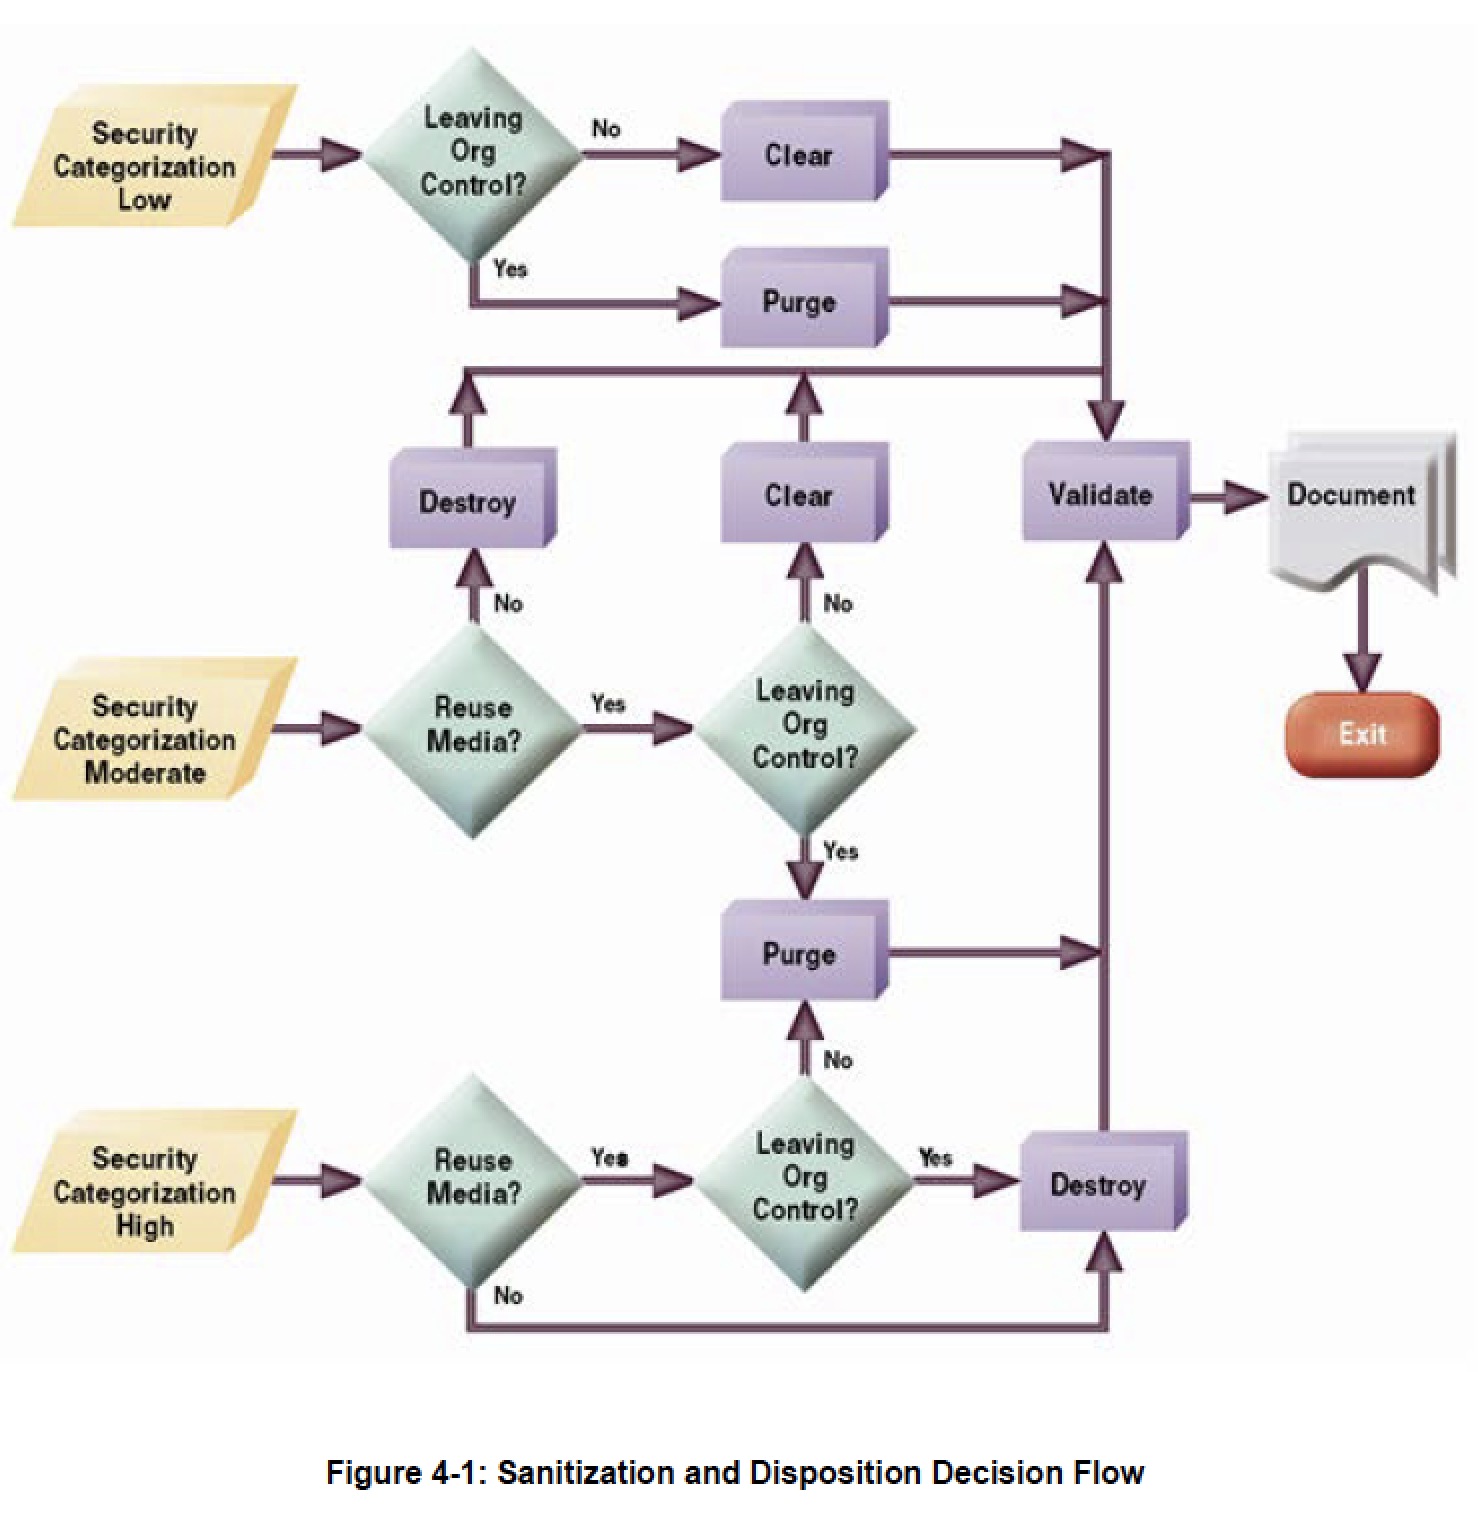 Security
Categorization
Low
Leaving
Org
Control?
No
Clear
Yes
Purge
Destroy
Clear
Validate
Document
No
No
Security
Categorization
Moderate
Reuse
Media?
Yes
Leaving
Org
Control?
Exit
Yes
Purge
No
Security
Categorization
High
Reuse
Media?
Yes
Leaving
Org
Control?
Yes
Destroy
No
Figure 4-1: Sanitization and Disposition Decision Flow